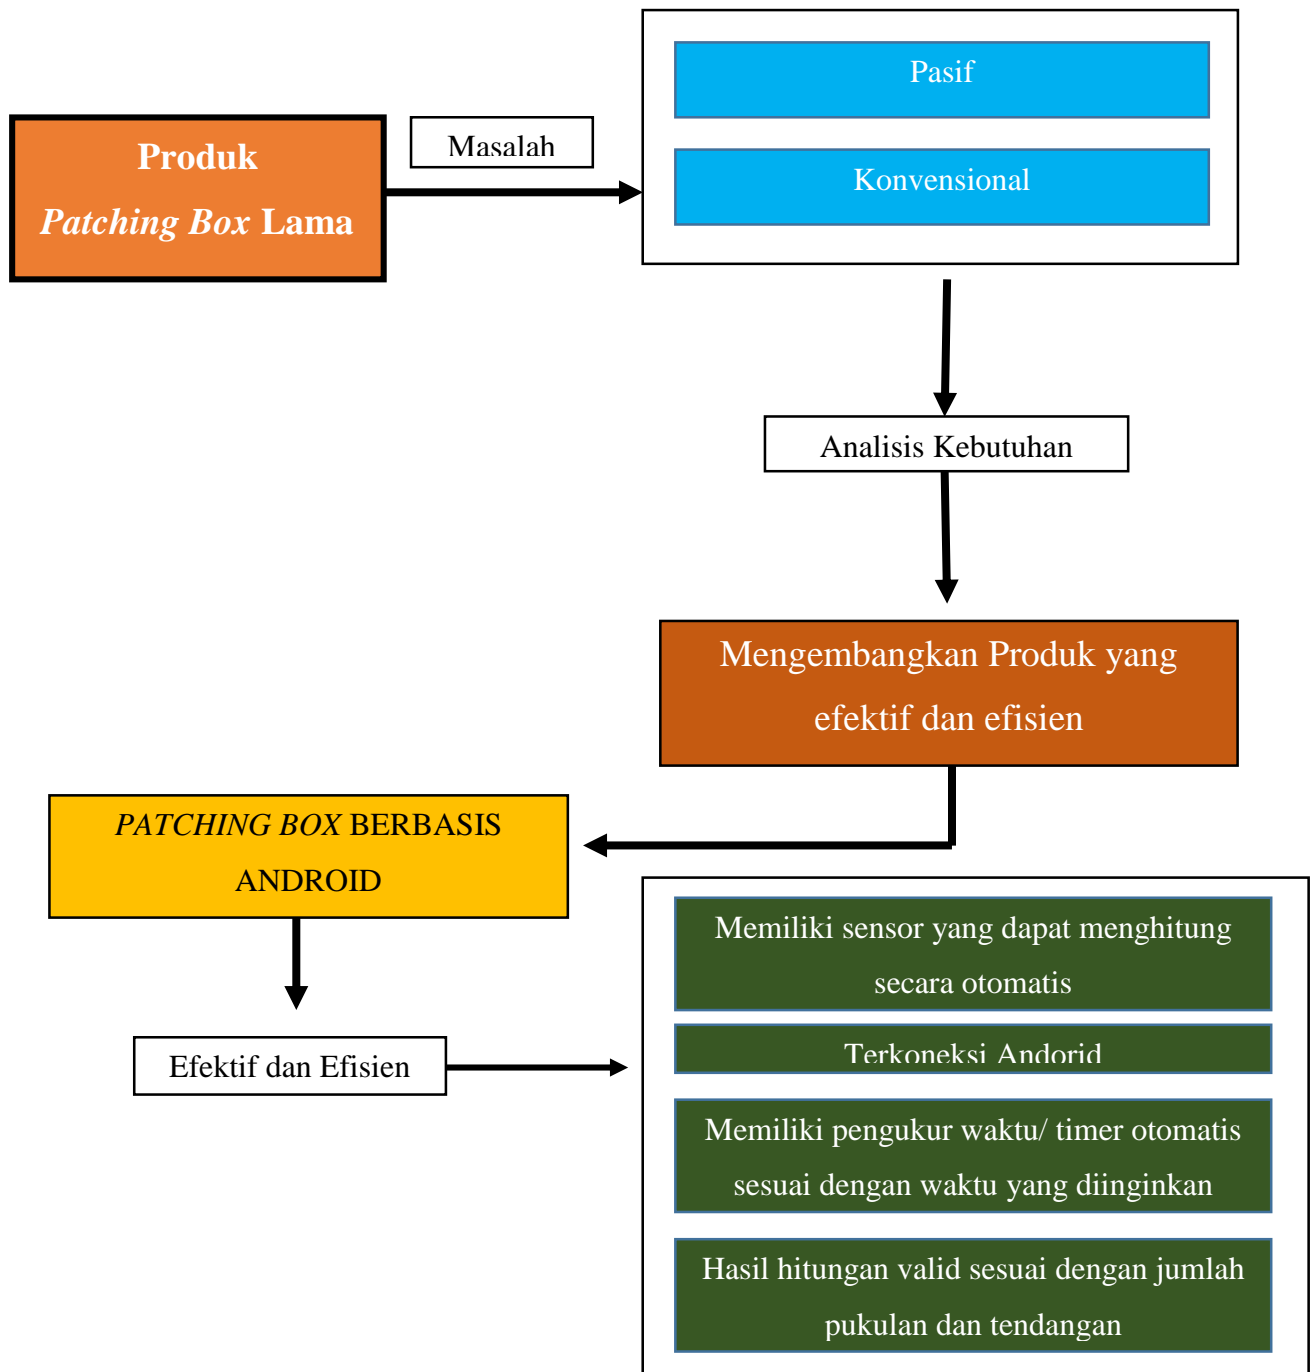 Produk
Patching Box Lama
Masalah
Pasif
Konvensional
Analisis Kebutuhan
Mengembangkan Produk yang
efektif dan efisien
PATCHING BOX BERBASIS
ANDROID
Efektif dan Efisien
Memiliki sensor yang dapat menghitung
secara otomatis
Terkoneksi Andorid
Memiliki pengukur waktu/ timer otomatis
sesuai dengan waktu yang diinginkan
Hasil hitungan valid sesuai dengan jumlah
pukulan dan tendangan